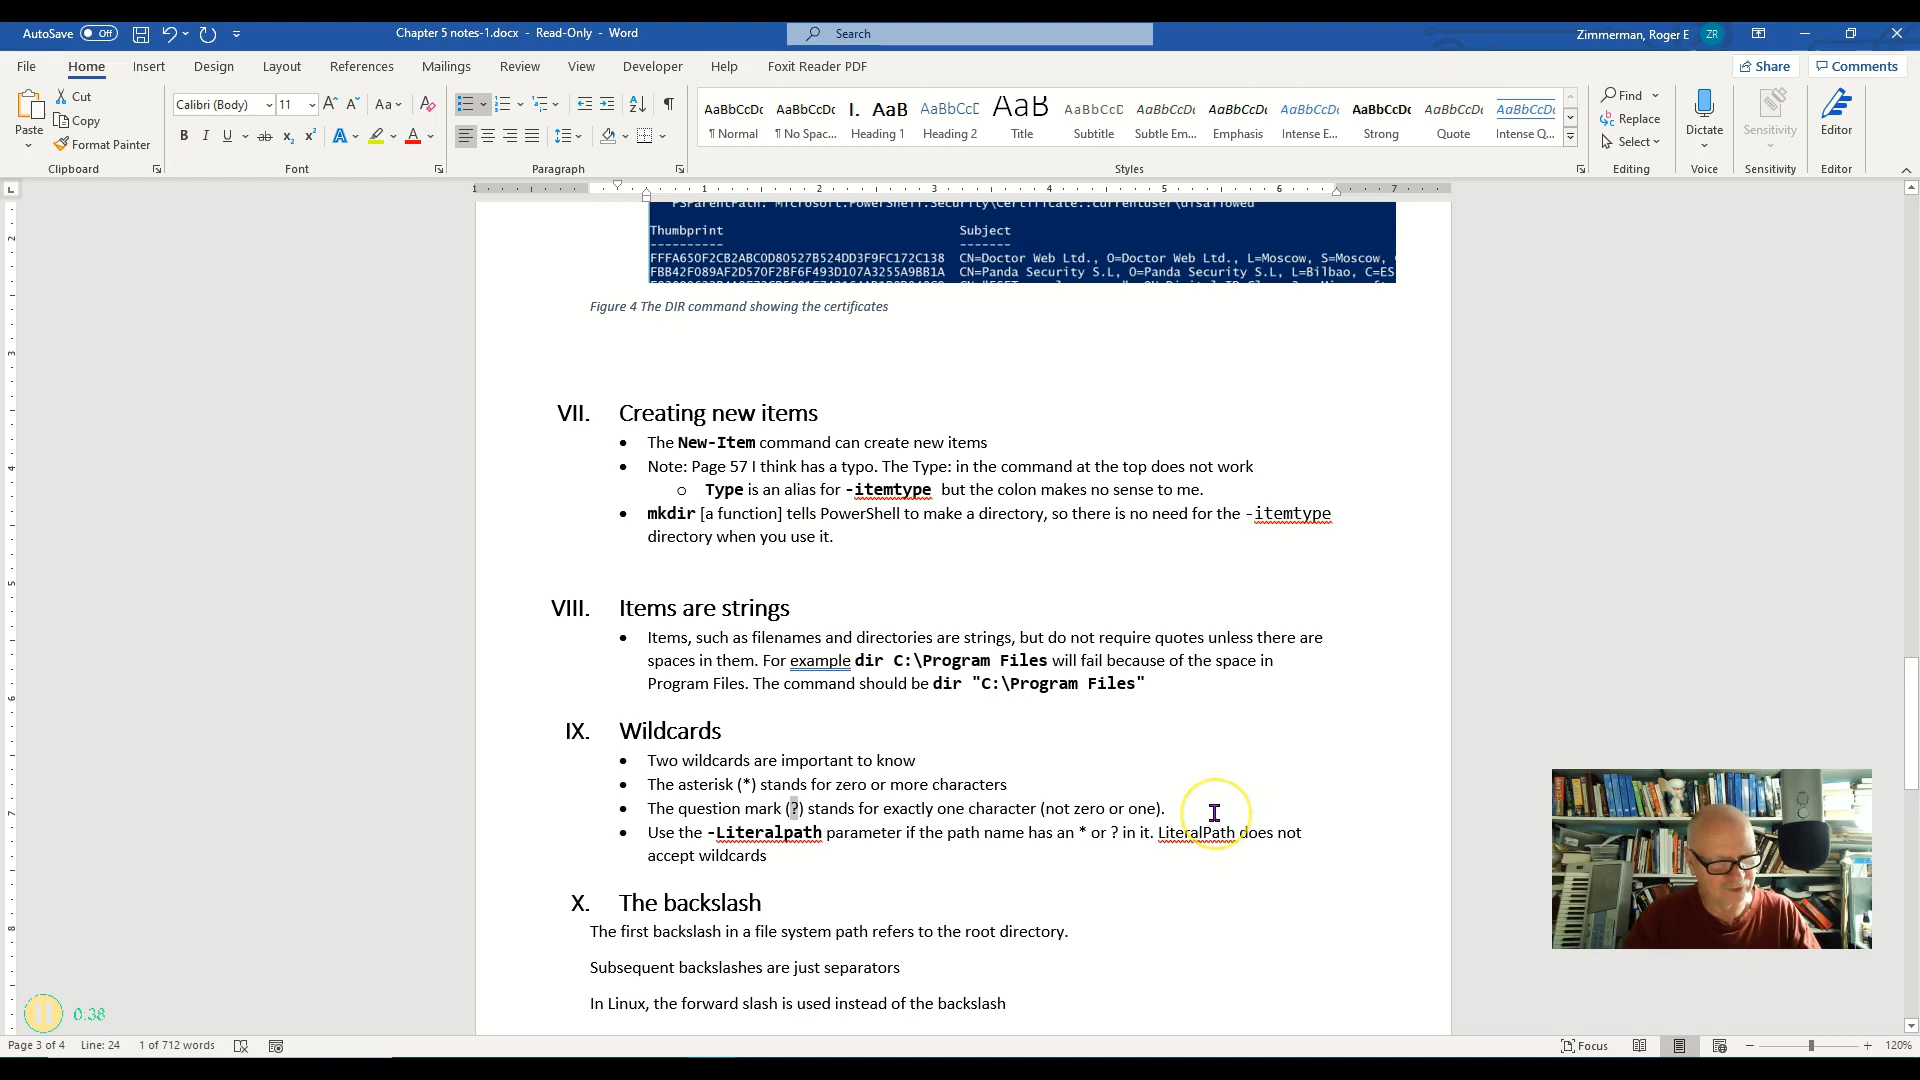 AutoSave Off Chapter 5 notes-1.docx - Read-Only - Word Search Zimmerman, Roger E ZR
File Home Insert Design Layout References Mailings Review View Developer Help Foxit Reader PDF Share Comments
Paste Cut Copy Format Painter
Calibri (Body) 11
AaBbCcDc AaBbCcDc I. AaB AaBbCcD AaB AaBbCcD AaBbCcDc AaBbCcDc AaBbCcDc AaBbCcDc AaBbCcDc AaBbCcDc
¶ Normal ¶ No Spac... Heading 1 Heading 2 Title Subtitle Subtle Em... Emphasis Intense E... Strong Quote Intense Q...
Find Replace Select
Dictate Sensitivity Editor
Clipboard Font Paragraph Styles Editing Voice Sensitivity Editor
1 1 2 3 4 5 6 7
PSParentPath: Microsoft.PowerShell.Security\Certificate::currentuser\disallowed
Thumbprint Subject
---------- -------
FFFA650F2CB2ABC0D80527B524DD3F9FC172C138 CN=Doctor Web Ltd., O=Doctor Web Ltd., L=Moscow, S=Moscow,
FBB42F089AF2D570F2BF6F493D107A3255A9BB1A CN=Panda Security S.L, O=Panda Security S.L, L=Bilbao, C=ES
Figure 4 The DIR command showing the certificates
VII. Creating new items
• The New-Item command can create new items
• Note: Page 57 I think has a typo. The Type: in the command at the top does not work
o Type is an alias for -itemtype but the colon makes no sense to me.
• mkdir [a function] tells PowerShell to make a directory, so there is no need for the -itemtype
directory when you use it.
VIII. Items are strings
• Items, such as filenames and directories are strings, but do not require quotes unless there are
spaces in them. For example dir C:\Program Files will fail because of the space in
Program Files. The command should be dir "C:\Program Files"
IX. Wildcards
• Two wildcards are important to know
• The asterisk (*) stands for zero or more characters
• The question mark (?) stands for exactly one character (not zero or one).
• Use the -Literalpath parameter if the path name has an * or ? in it. LiteralPath does not
accept wildcards
X. The backslash
The first backslash in a file system path refers to the root directory.
Subsequent backslashes are just separators
In Linux, the forward slash is used instead of the backslash
0:38
Page 3 of 4 Line: 24 1 of 712 words Focus 120%